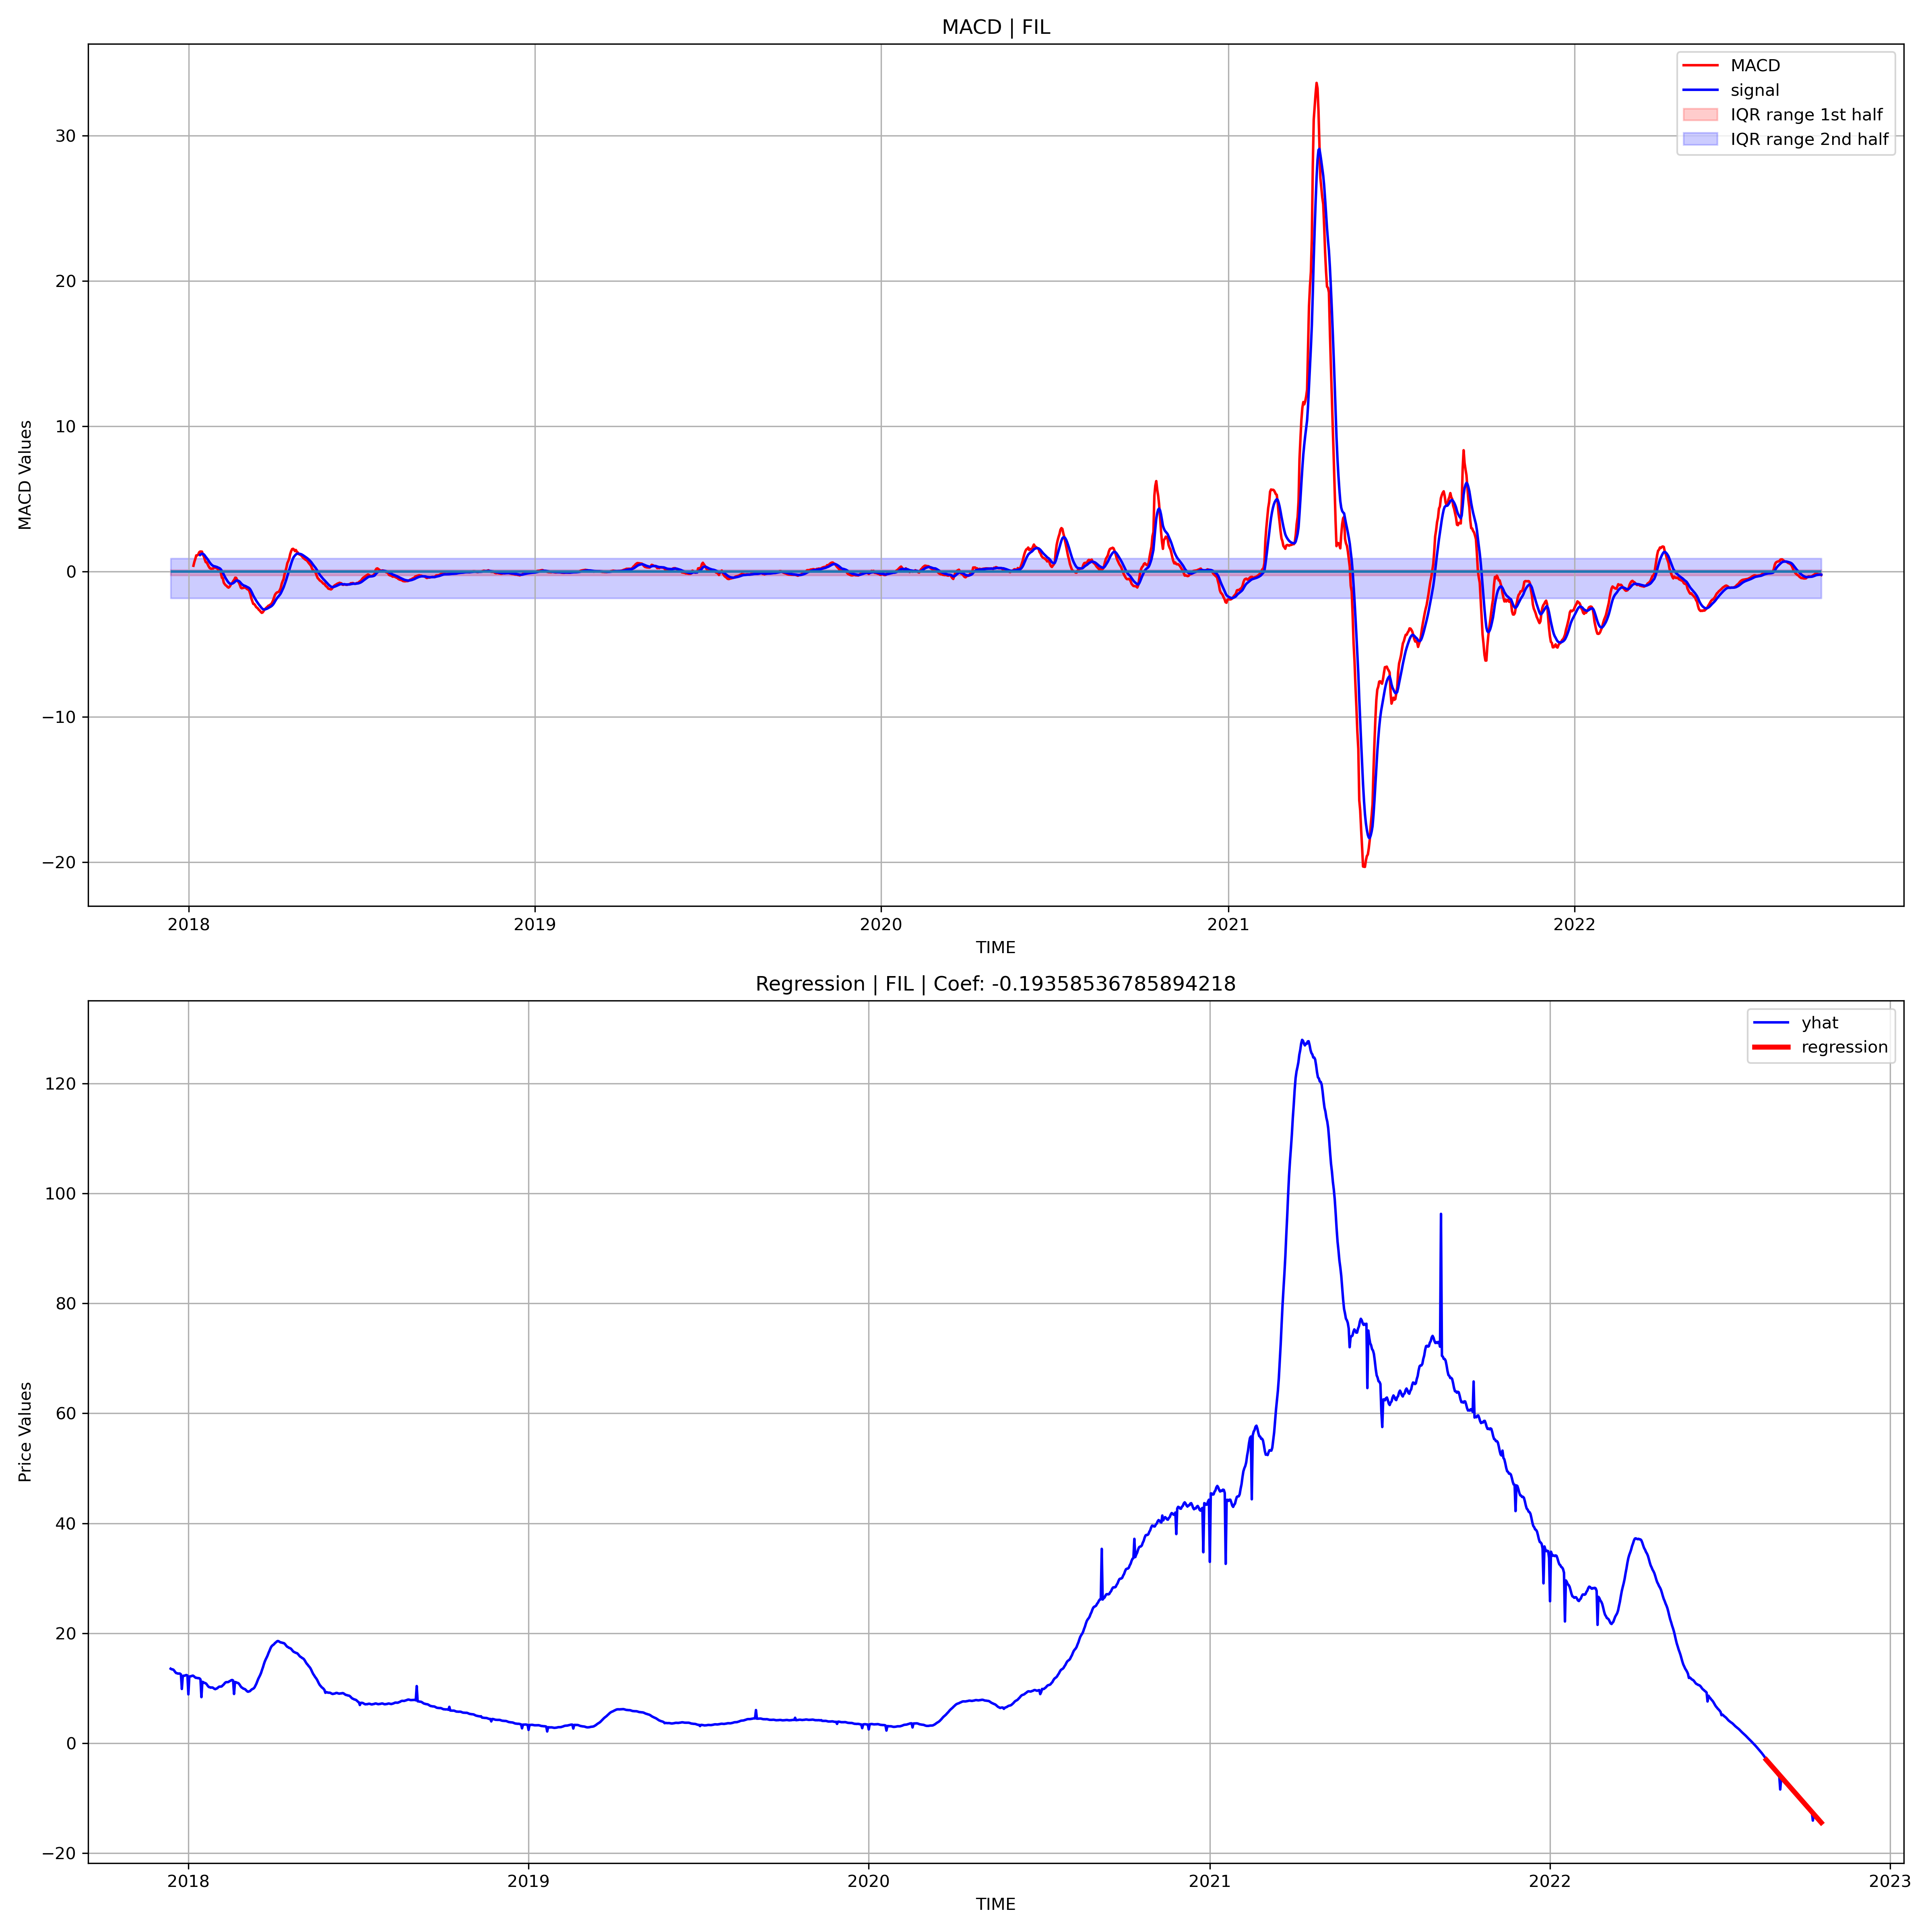 MACD | FIL
MACD
signal
IQR range 1st half
IQR range 2nd half
30
20
10
0
−10
−20
MACD Values
2018 2019 2020 2021 2022
TIME
Regression | FIL | Coef: -0.19358536785894218
yhat
regression
120
100
80
60
40
20
0
−20
Price Values
2018 2019 2020 2021 2022 2023
TIME